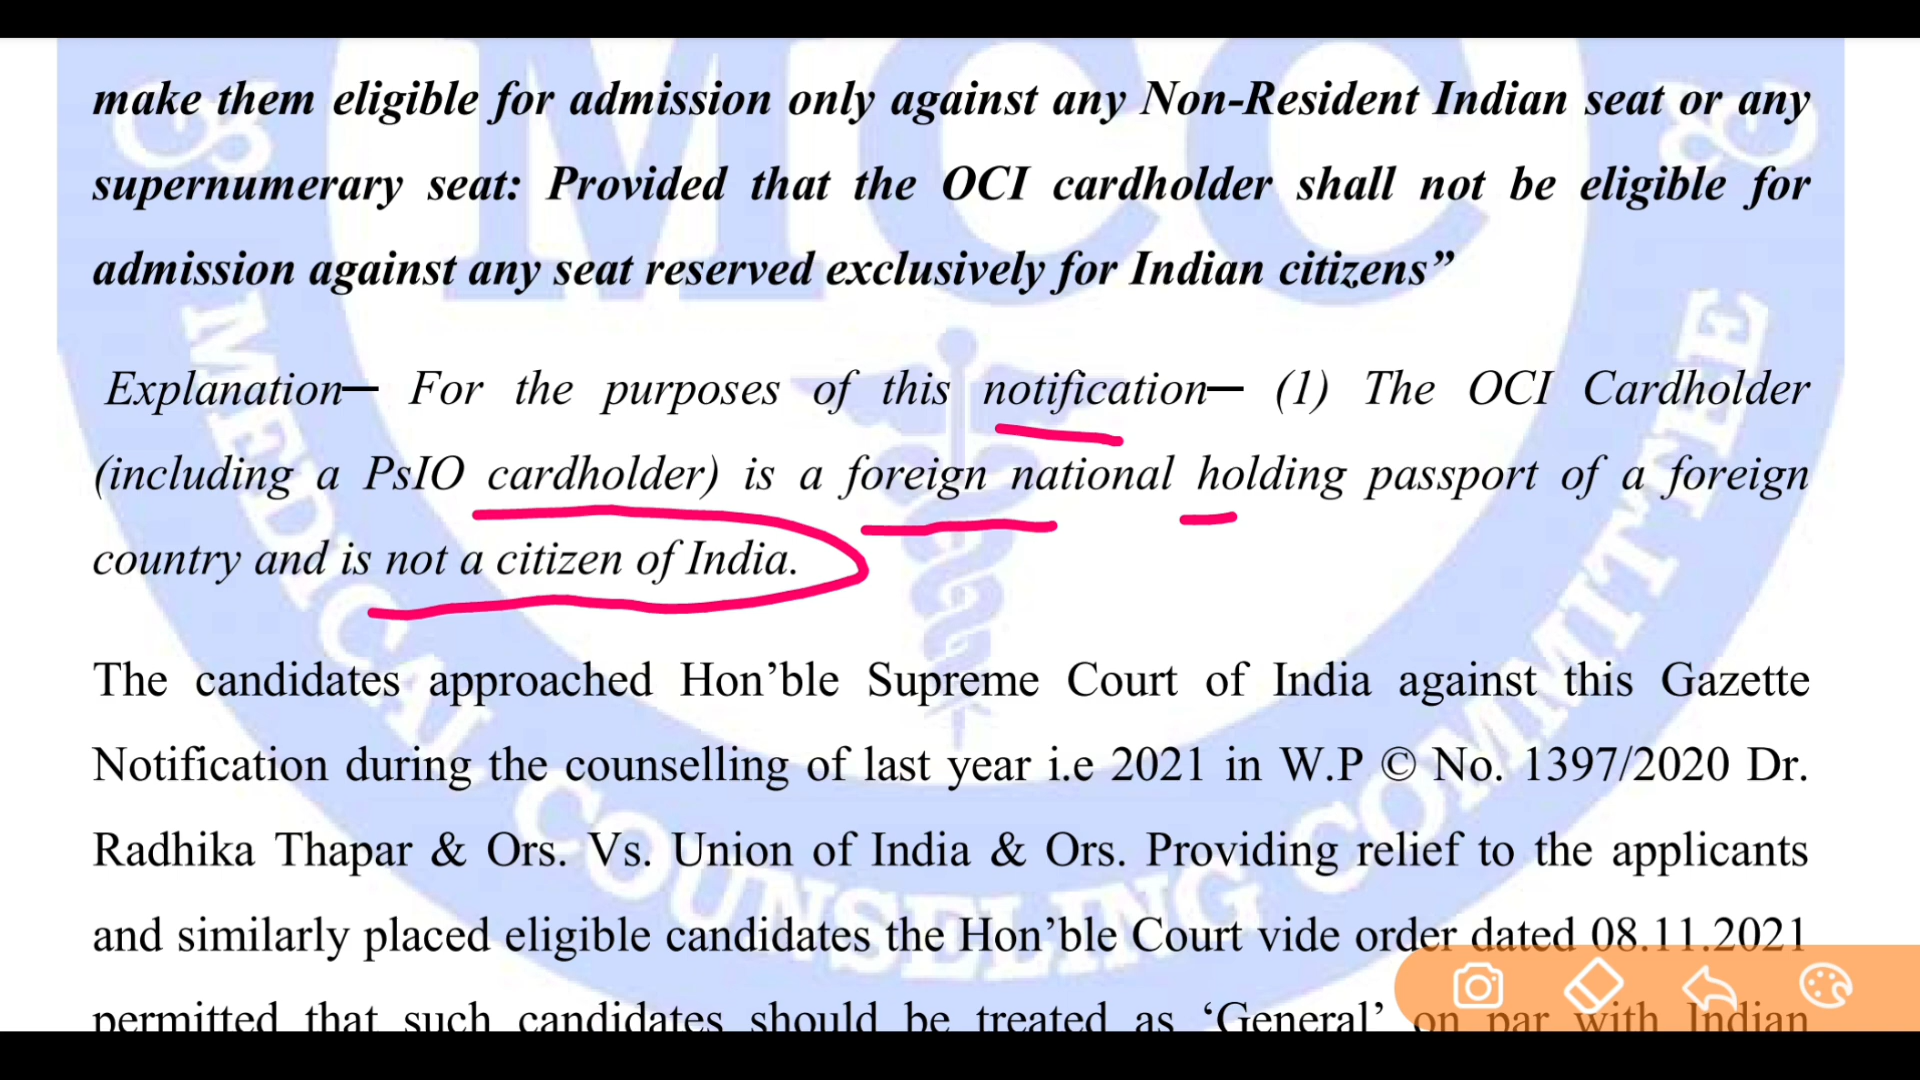 make them eligible for admission only against any Non-Resident Indian seat or any
supernumerary seat: Provided that the OCI cardholder shall not be eligible for
admission against any seat reserved exclusively for Indian citizens”
Explanation— For the purposes of this notification— (1) The OCI Cardholder
(including a PsIO cardholder) is a foreign national holding passport of a foreign
country and is not a citizen of India.
The candidates approached Hon’ble Supreme Court of India against this Gazette
Notification during the counselling of last year i.e 2021 in W.P © No. 1397/2020 Dr.
Radhika Thapar & Ors. Vs. Union of India & Ors. Providing relief to the applicants
and similarly placed eligible candidates the Hon’ble Court vide order dated 08.11.2021
permitted that such candidates should be treated as ‘General’ on par with Indian
MCC
MEDICAL COUNSELING COMMITTEE